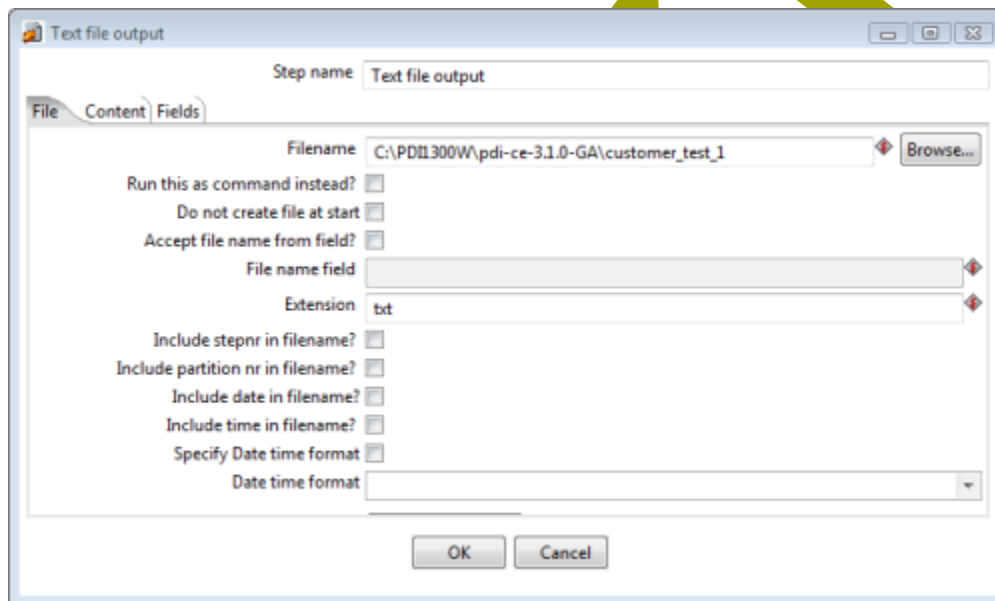 Text file output
Step name Text file output
File Content Fields
Filename C:\PDI1300W\pdi-ce-3.1.0-GA\customer_test_1 Browse...
Run this as command instead?
Do not create file at start
Accept file name from field?
File name field
Extension txt
Include stepnr in filename?
Include partition nr in filename?
Include date in filename?
Include time in filename?
Specify Date time format
Date time format
OK Cancel